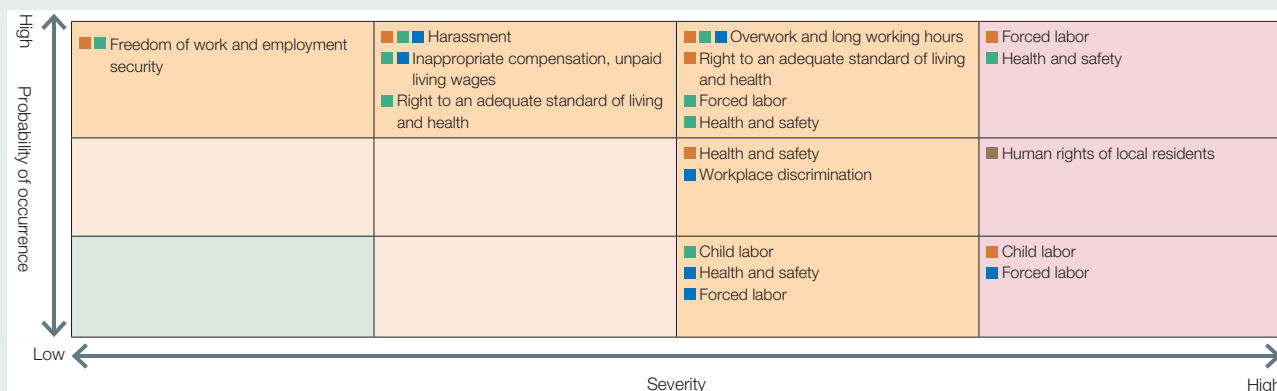 High
Probability of occurrence
Freedom of work and employment
security
Harassment
Inappropriate compensation, unpaid
living wages
Right to an adequate standard of living
and health
Overwork and long working hours
Right to an adequate standard of living
and health
Forced labor
Health and safety
Forced labor
Health and safety
Health and safety
Workplace discrimination
Human rights of local residents
Child labor
Health and safety
Forced labor
Child labor
Forced labor
Low
Severity
High